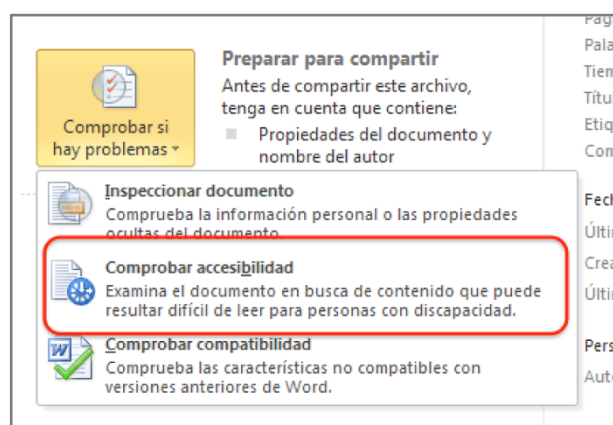 Preparar para compartir
Antes de compartir este archivo,
tenga en cuenta que contiene:
Propiedades del documento y
nombre del autor
Comprobar si
hay problemas
Inspeccionar documento
Comprueba la información personal o las propiedades
ocultas del documento.
Comprobar accesibilidad
Examina el documento en busca de contenido que puede
resultar difícil de leer para personas con discapacidad.
Comprobar compatibilidad
Comprueba las características no compatibles con
versiones anteriores de Word.